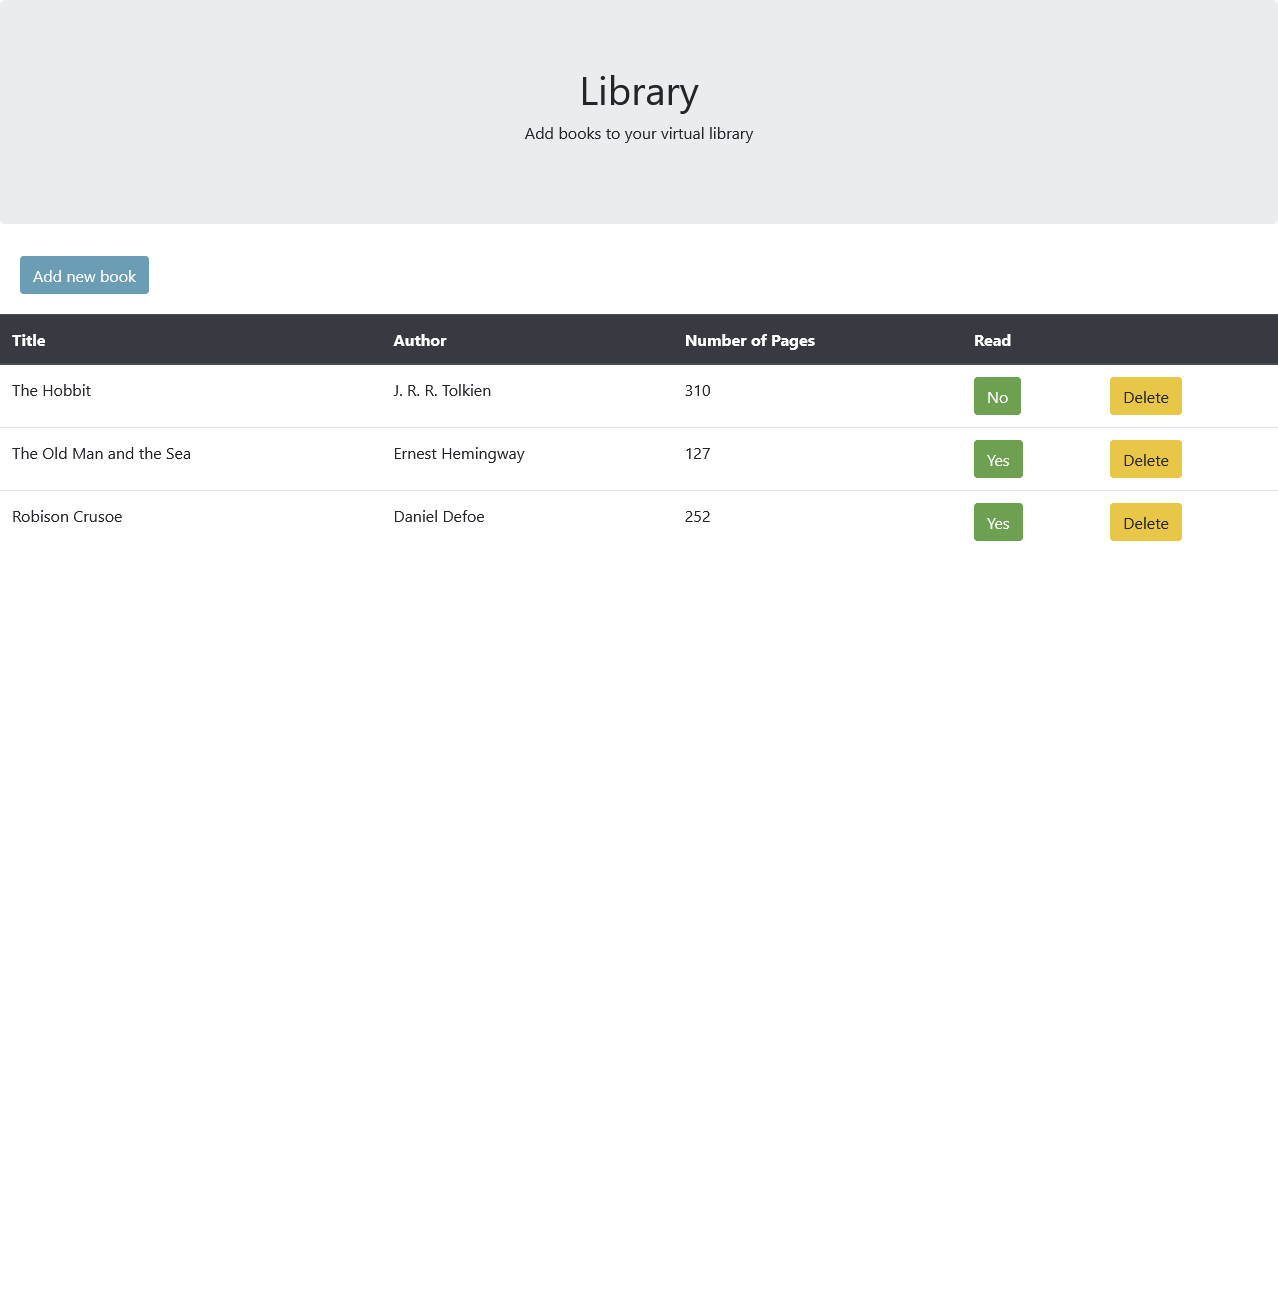 Library
Add books to your virtual library
Add new book
Title Author Number of Pages Read
The Hobbit J. R. R. Tolkien 310 No Delete
The Old Man and the Sea Ernest Hemingway 127 Yes Delete
Robison Crusoe Daniel Defoe 252 Yes Delete